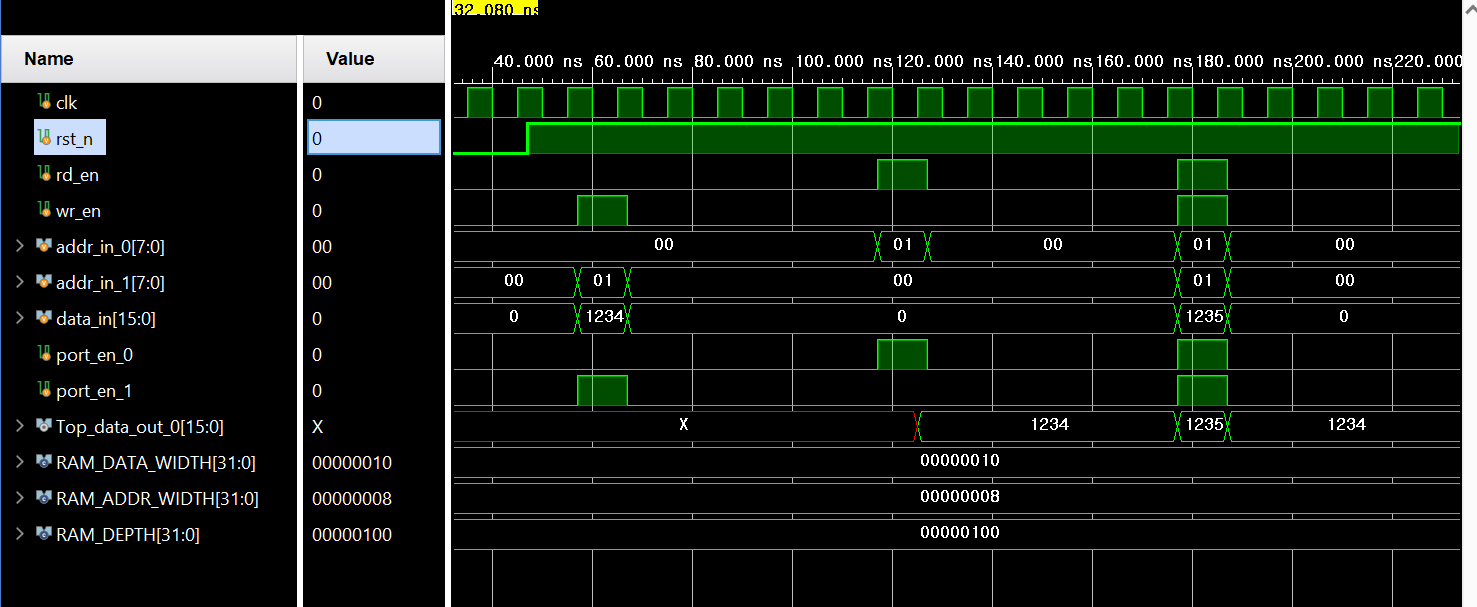 32.080 ns
Name Value
40.000 ns 60.000 ns 80.000 ns 100.000 ns 120.000 ns 140.000 ns 160.000 ns 180.000 ns 200.000 ns 220.000
clk 0
rst_n 0
rd_en 0
wr_en 0
addr_in_0[7:0] 00 00 01 00 01 00
addr_in_1[7:0] 00 00 01 00 01 00
data_in[15:0] 0 0 1234 0 1235 0
port_en_0 0
port_en_1 0
Top_data_out_0[15:0] X X 1234 1235 1234
RAM_DATA_WIDTH[31:0] 00000010 00000010
RAM_ADDR_WIDTH[31:0] 00000008 00000008
RAM_DEPTH[31:0] 00000100 00000100